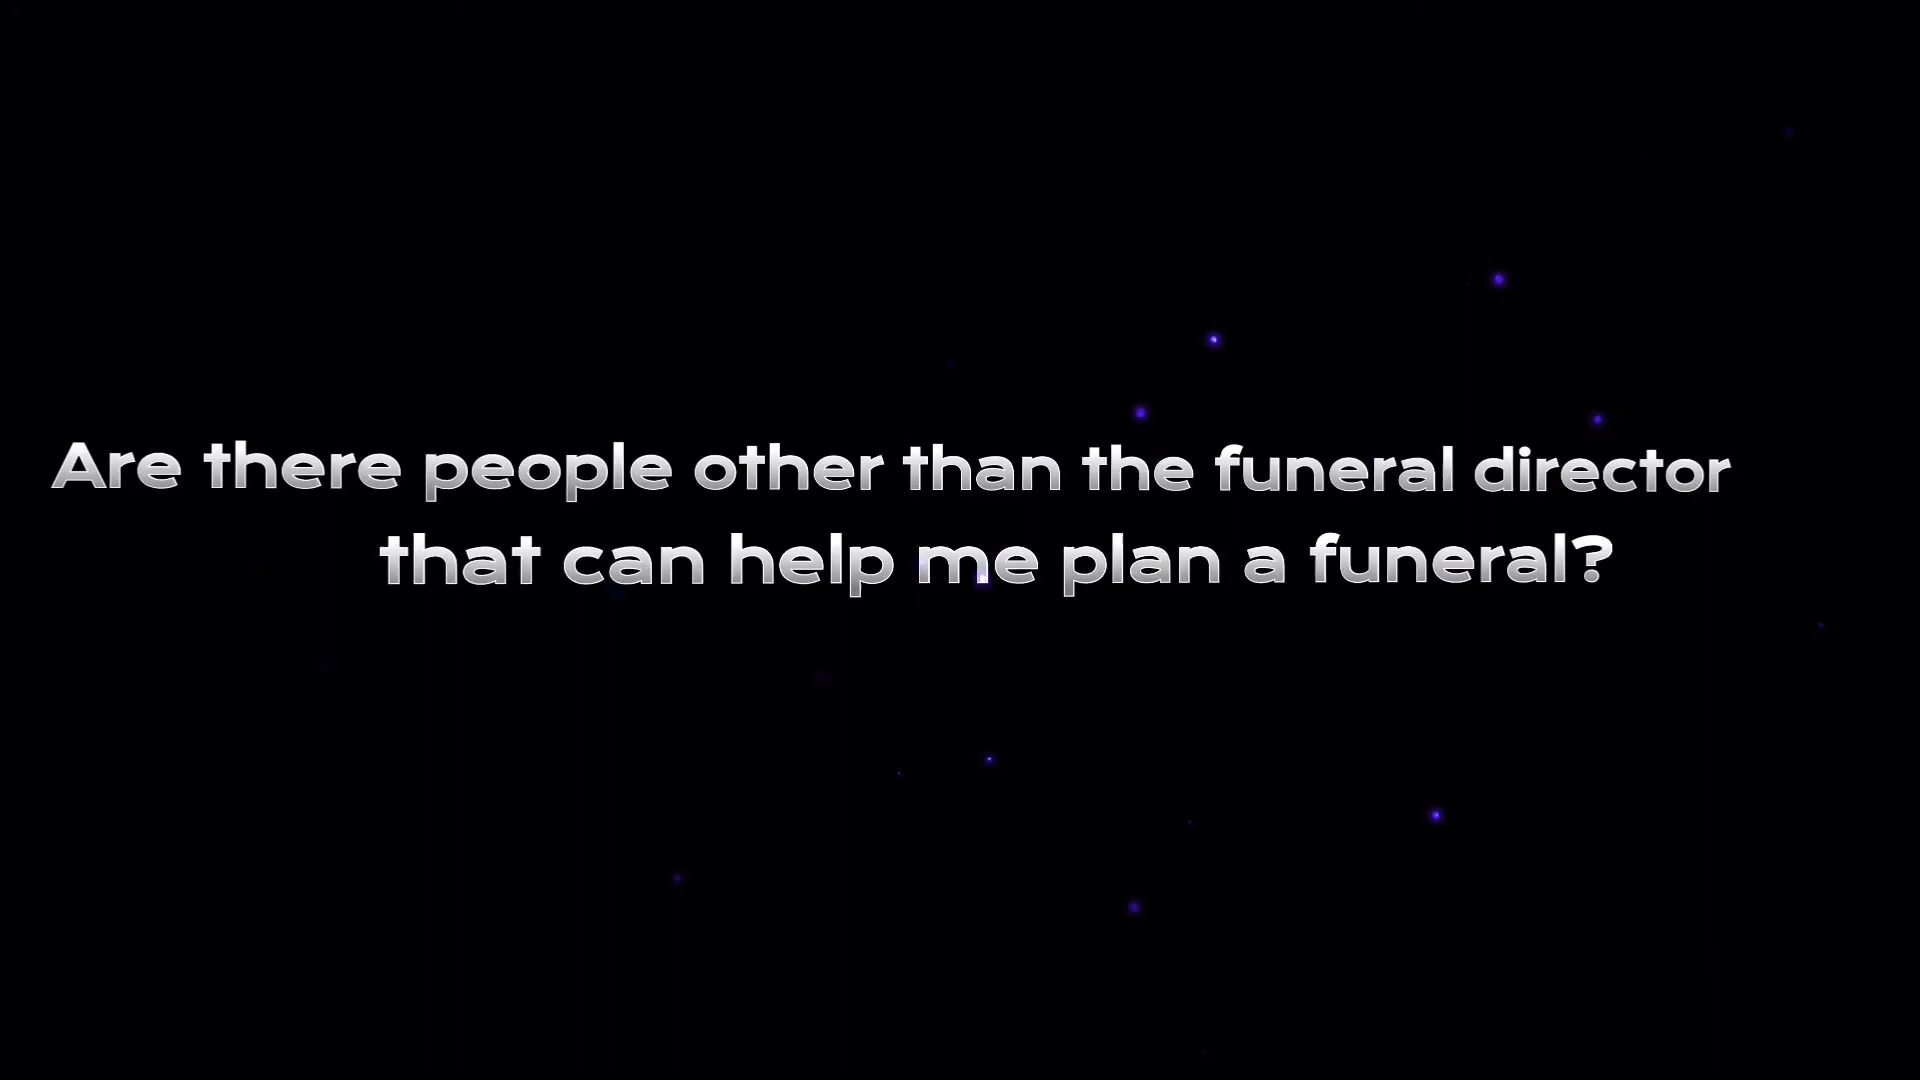 Are there people other than the funeral director
that can help me plan a funeral?